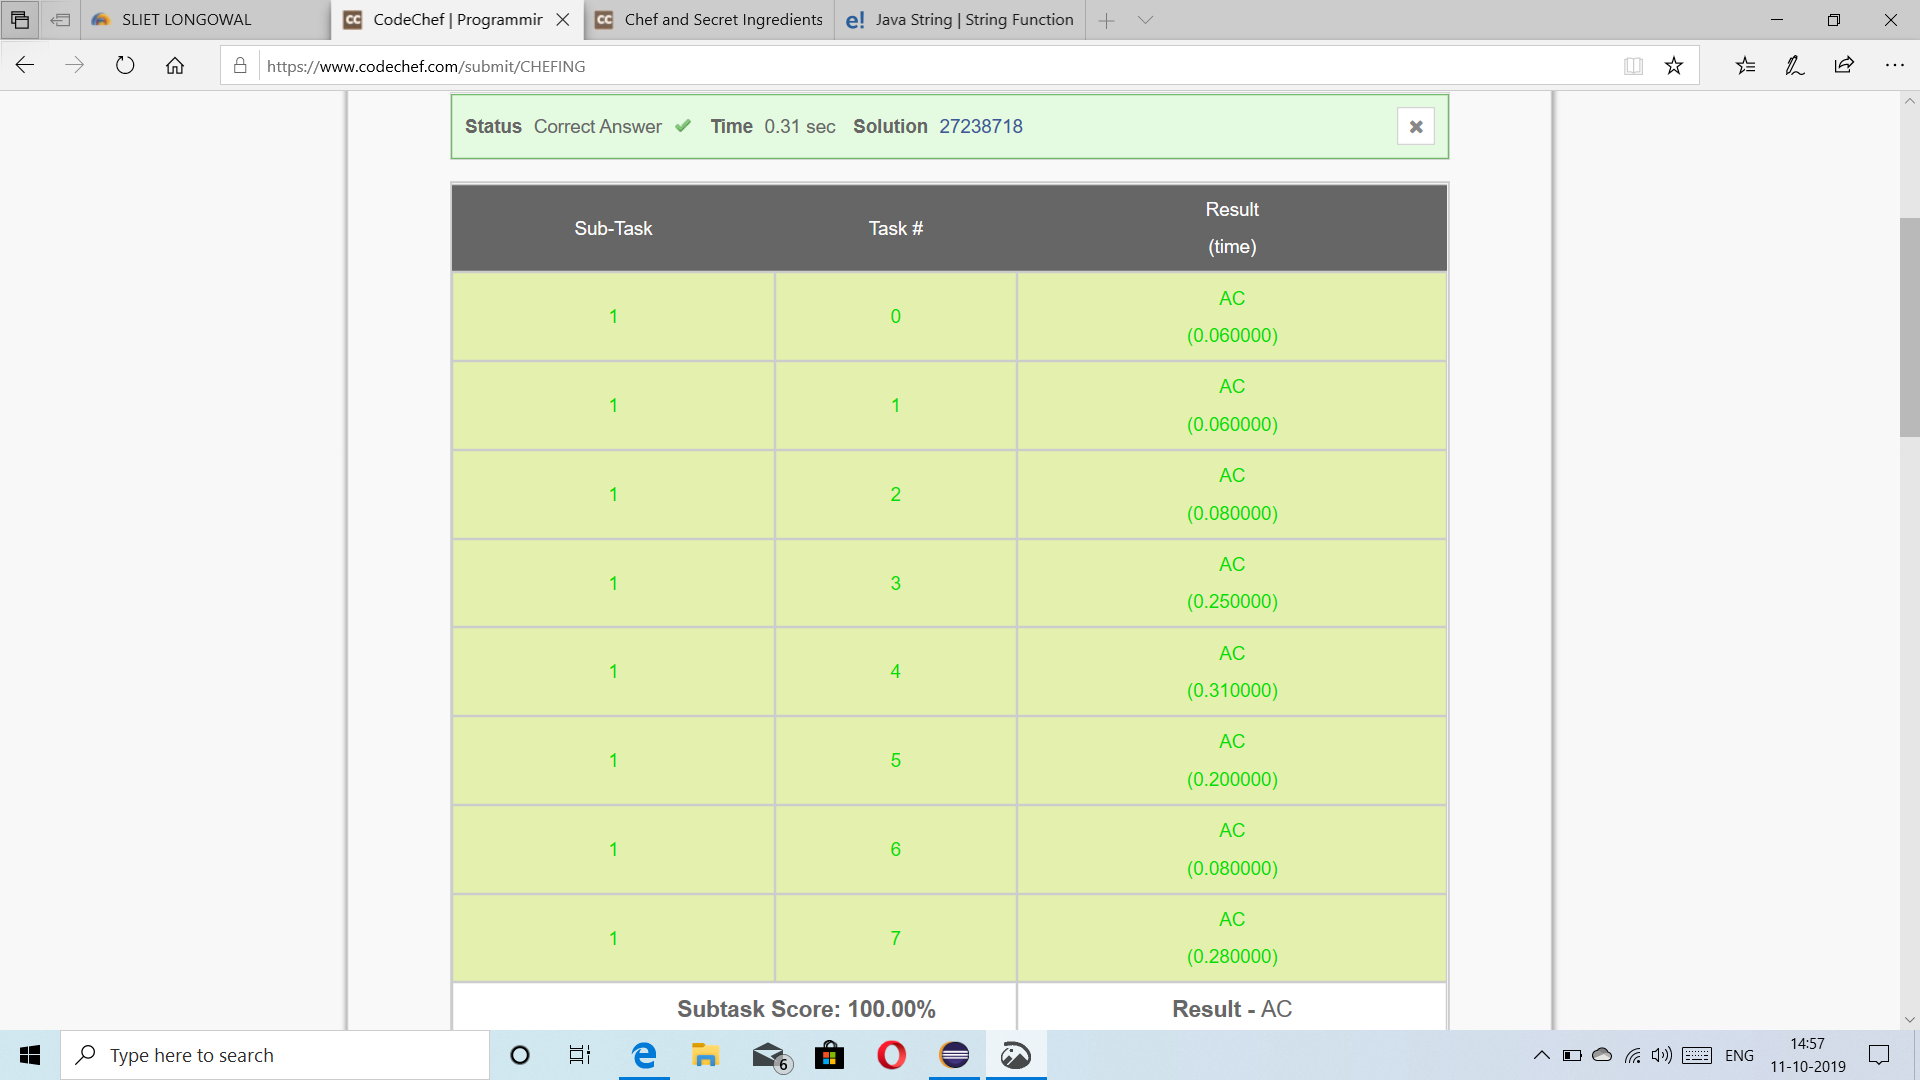 SLIET LONGOWAL
CC CodeChef | Programmir
CC Chef and Secret Ingredients
e! Java String | String Function
https://www.codechef.com/submit/CHEFING
Status Correct Answer Time 0.31 sec Solution 27238718
Sub-Task Task # Result
(time)
1 0 AC
(0.060000)
1 1 AC
(0.060000)
1 2 AC
(0.080000)
1 3 AC
(0.250000)
1 4 AC
(0.310000)
1 5 AC
(0.200000)
1 6 AC
(0.080000)
1 7 AC
(0.280000)
Subtask Score: 100.00% Result - AC
Type here to search
6
ENG
14:57
11-10-2019